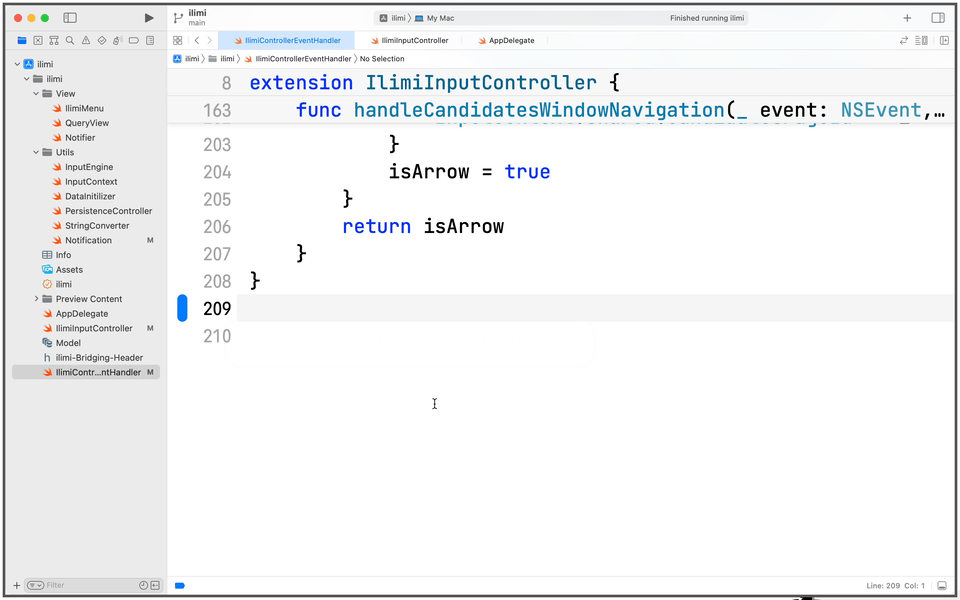 ilimi
main
ilimi
My Mac
Finished running ilimi
IlimiControllerEventHandler
IlimiInputController
AppDelegate
ilimi
ilimi
IlimiControllerEventHandler
No Selection
ilimi
ilimi
View
IlimiMenu
QueryView
Notifier
Utils
InputEngine
InputContext
DataInitilizer
PersistenceController
StringConverter
Notification M
Info
Assets
ilimi
Preview Content
AppDelegate
IlimiInputController M
Model
ilimi-Bridging-Header
IlimiContr...ntHandler M
Filter
8 extension IlimiInputController {
163 func handleCandidatesWindowNavigation(_ event: NSEvent,…
203 }
204 isArrow = true
205 }
206 return isArrow
207 }
208 }
209
210
Line: 209 Col: 1